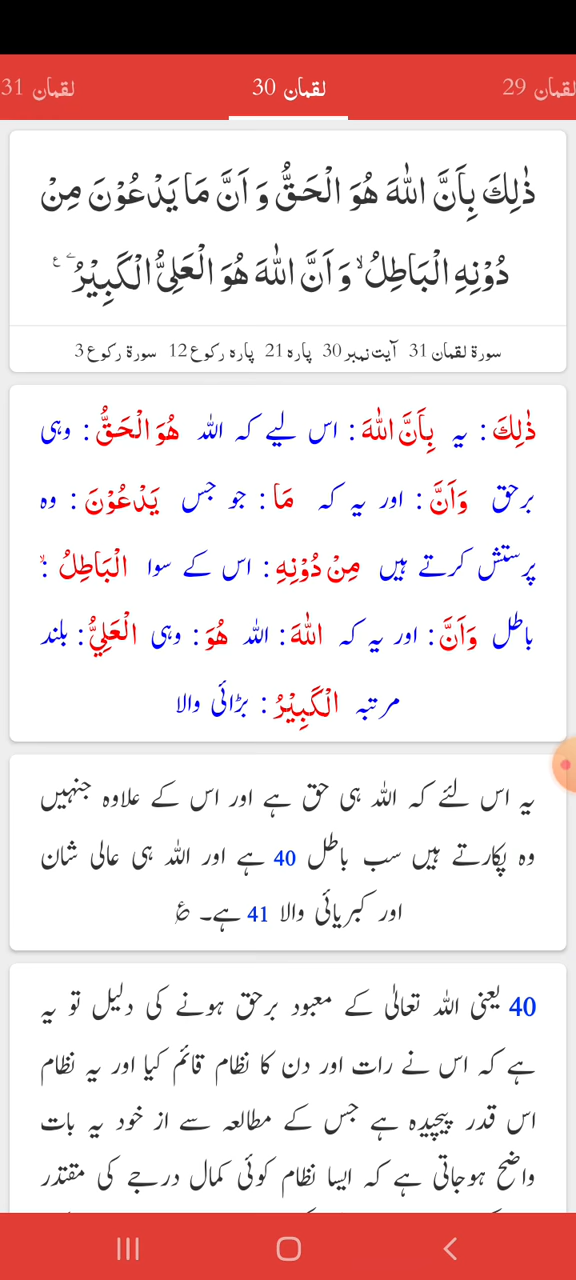 لقمان 29 لقمان 30 لقمان 31
ذٰلِكَ بِاَنَّ اللّٰهَ هُوَ الْحَقُّ وَ اَنَّ مَا يَدْعُوْنَ مِنْ
دُوْنِهِ الْبَاطِلُ ۙ وَ اَنَّ اللّٰهَ هُوَ الْعَلِيُّ الْكَبِيْرُ ۧ ع
سورۃ لقمان 31 آیت نمبر 30 پارہ 21 پارہ رکوع 12 سورۃ رکوع 3
ذٰلِكَ : یہ بِاَنَّ اللّٰهَ : اس لیے کہ اللہ هُوَ الْحَقُّ : وہی
برحق وَاَنَّ : اور یہ کہ مَا : جو جس يَدْعُوْنَ : وہ
پرستش کرتے ہیں مِنْ دُوْنِهِ : اس کے سوا الْبَاطِلُ ۙ :
باطل وَاَنَّ : اور یہ کہ اللّٰهَ : اللہ هُوَ : وہی الْعَلِيُّ : بلند
مرتبہ الْكَبِيْرُ : بڑائی والا
یہ اس لئے کہ اللہ ہی حق ہے اور اس کے علاوہ جنہیں
وہ پکارتے ہیں سب باطل 40 ہے اور اللہ ہی عالی شان
اور کبریائی والا 41 ہے۔ ع
40 یعنی اللہ تعالیٰ کے معبود برحق ہونے کی دلیل تو یہ
ہے کہ اس نے رات اور دن کا نظام قائم کیا اور یہ نظام
اس قدر پیچیدہ ہے جس کے مطالعہ سے از خود یہ بات
واضح ہوجاتی ہے کہ ایسا نظام کوئی کمال درجے کی مقتدر